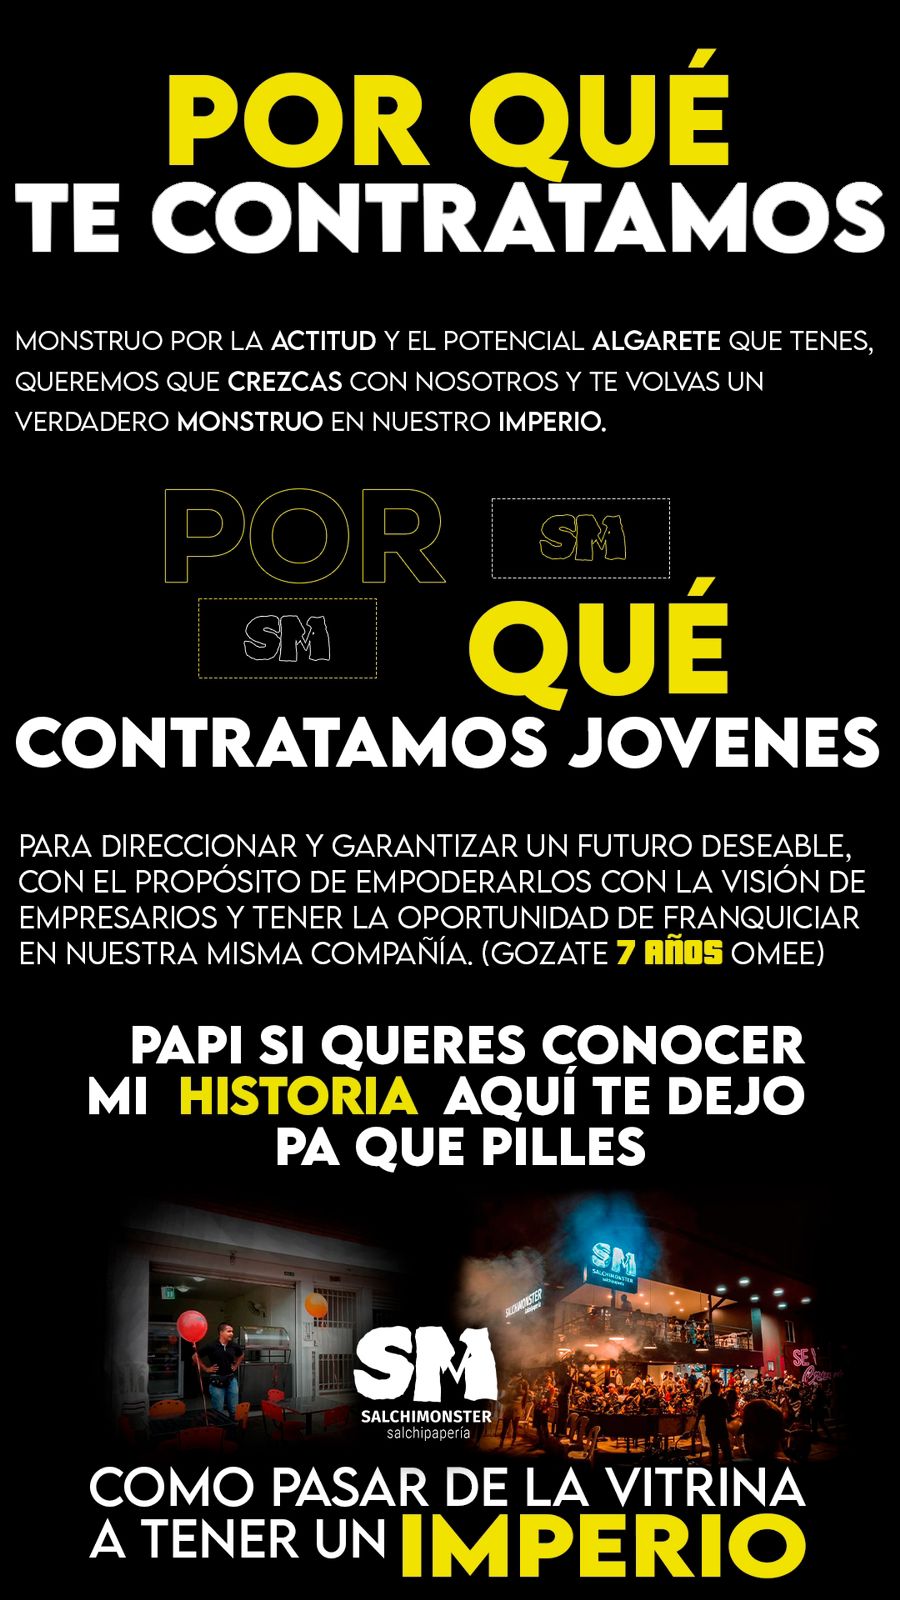 POR QUÉ
TE CONTRATAMOS
MONSTRUO POR LA ACTITUD Y EL POTENCIAL ALGARETE QUE TENES,
QUEREMOS QUE CREZCAS CON NOSOTROS Y TE VOLVAS UN
VERDADERO MONSTRUO EN NUESTRO IMPERIO.
POR
SM
SM
QUÉ
CONTRATAMOS JOVENES
PARA DIRECCIONAR Y GARANTIZAR UN FUTURO DESEABLE,
CON EL PROPÓSITO DE EMPODERARLOS CON LA VISIÓN DE
EMPRESARIOS Y TENER LA OPORTUNIDAD DE FRANQUICIAR
EN NUESTRA MISMA COMPAÑÍA. (GOZATE 7 AÑOS OMEE)
PAPI SI QUERES CONOCER
MI HISTORIA AQUÍ TE DEJO
PA QUE PILLES
SM
SALCHIMONSTER
SALCHIMONSTER
salchipapería
SE
SM
SALCHIMONSTER
salchipapería
COMO PASAR DE LA VITRINA
A TENER UN IMPERIO